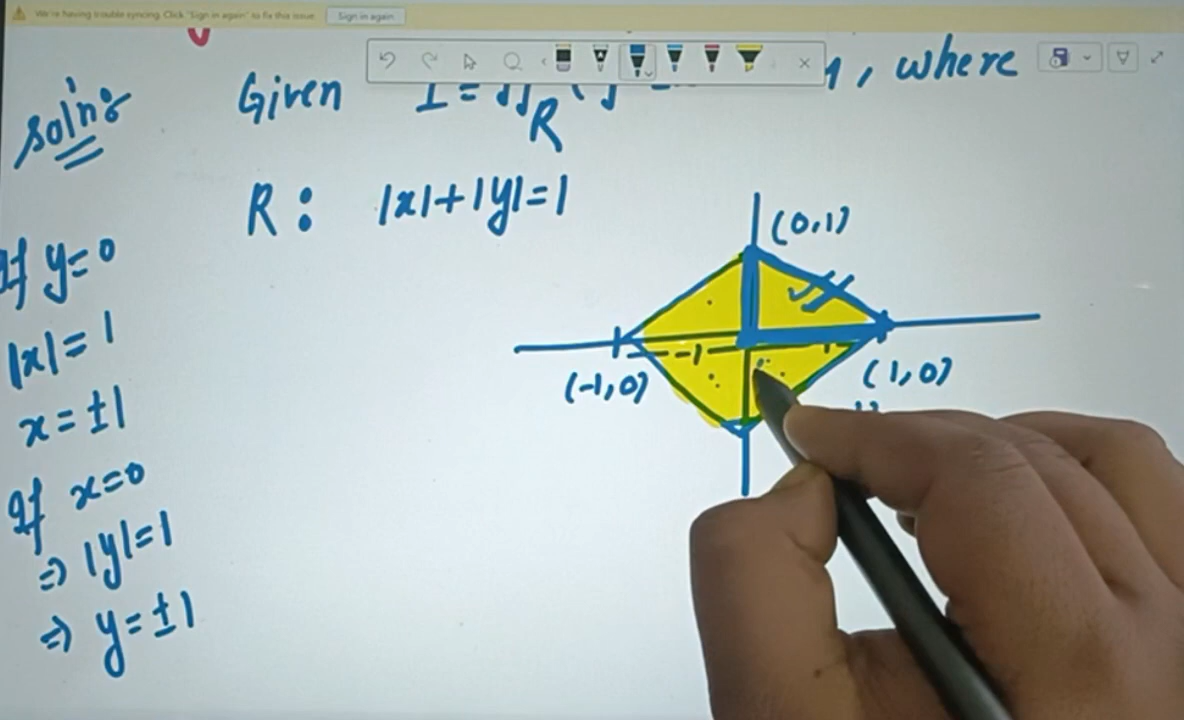 We're having trouble syncing. Click "Sign in again" to fix this issue. Sign in again
Soln:
Given I = ∬R (y
, where
R : |x|+|y|=1
If y=0
|x|=1
x=±1
If x=0
⇒ |y|=1
⇒ y=±1
(0,1)
-1
(-1,0)
(1,0)